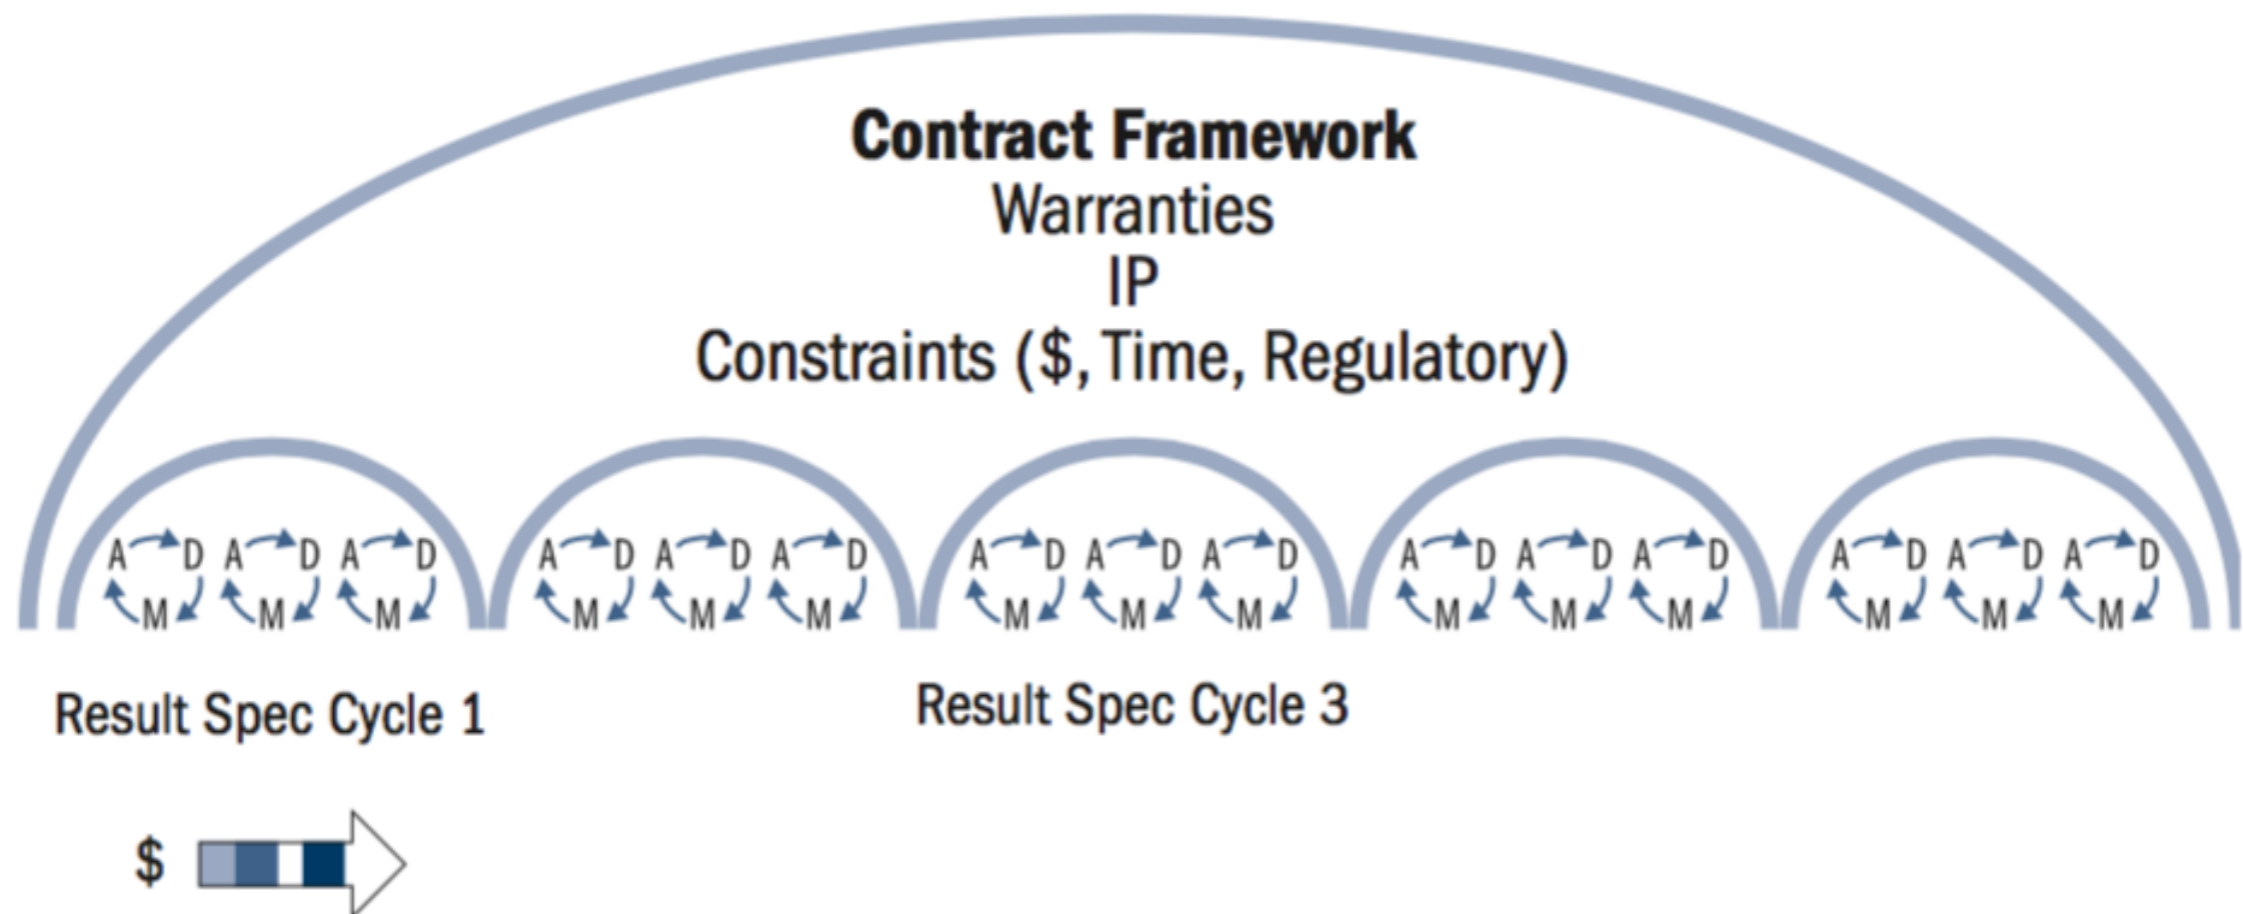 Contract Framework
Warranties
IP
Constraints ($, Time, Regulatory)
A D A D A D A D A D A D A D A D A D A D A D A D A D A D A D
M M M M M M M M M M M M M M M
Result Spec Cycle 1 Result Spec Cycle 3
$